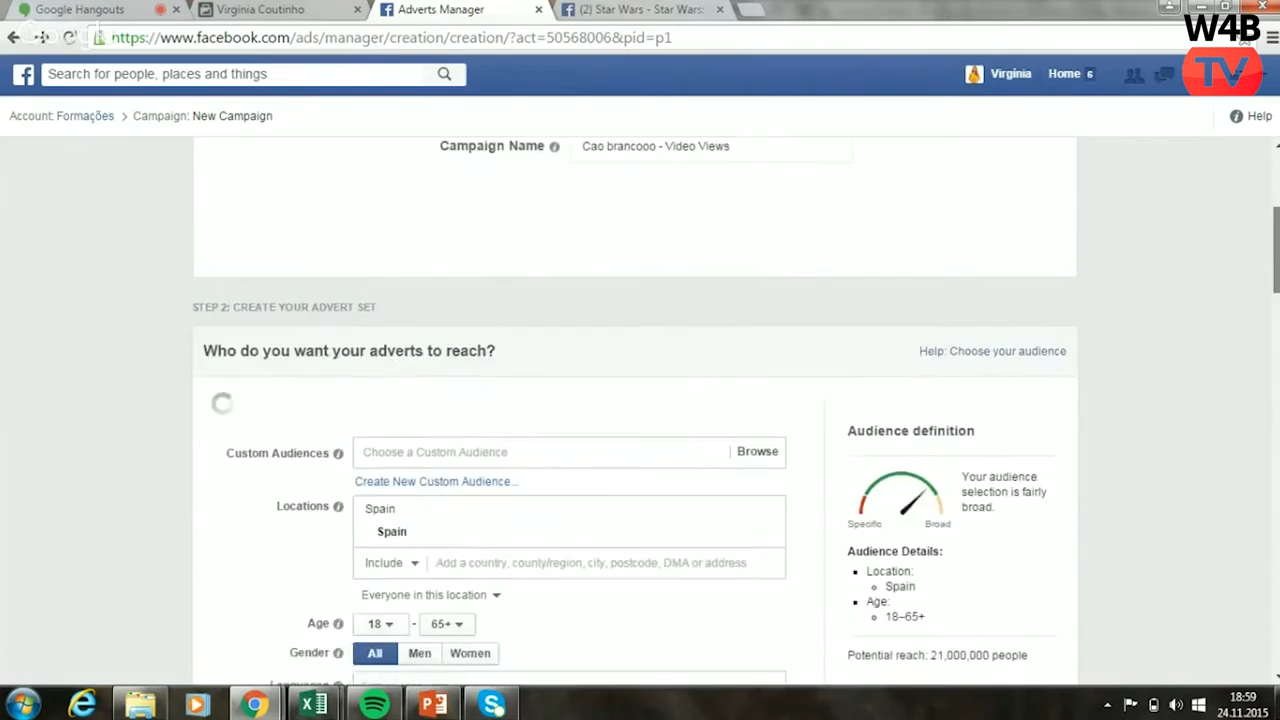 Google Hangouts
Virgínia Coutinho
Adverts Manager
(2) Star Wars - Star Wars:
https://www.facebook.com/ads/manager/creation/creation/?act=50568006&pid=p1
W4B
TV
Search for people, places and things
Virginia
Home 6
Account: Formações > Campaign: New Campaign
Help
Campaign Name
Cao brancooo - Video Views
STEP 2: CREATE YOUR ADVERT SET
Who do you want your adverts to reach?
Help: Choose your audience
Custom Audiences
Choose a Custom Audience
Browse
Create New Custom Audience...
Locations
Spain
Spain
Include
Add a country, county/region, city, postcode, DMA or address
Everyone in this location
Age
18 - 65+
Gender
All Men Women
Audience definition
Specific
Broad
Your audience
selection is fairly
broad.
Audience Details:
Location:
Spain
Age:
18–65+
Potential reach: 21,000,000 people
18:59
24.11.2015